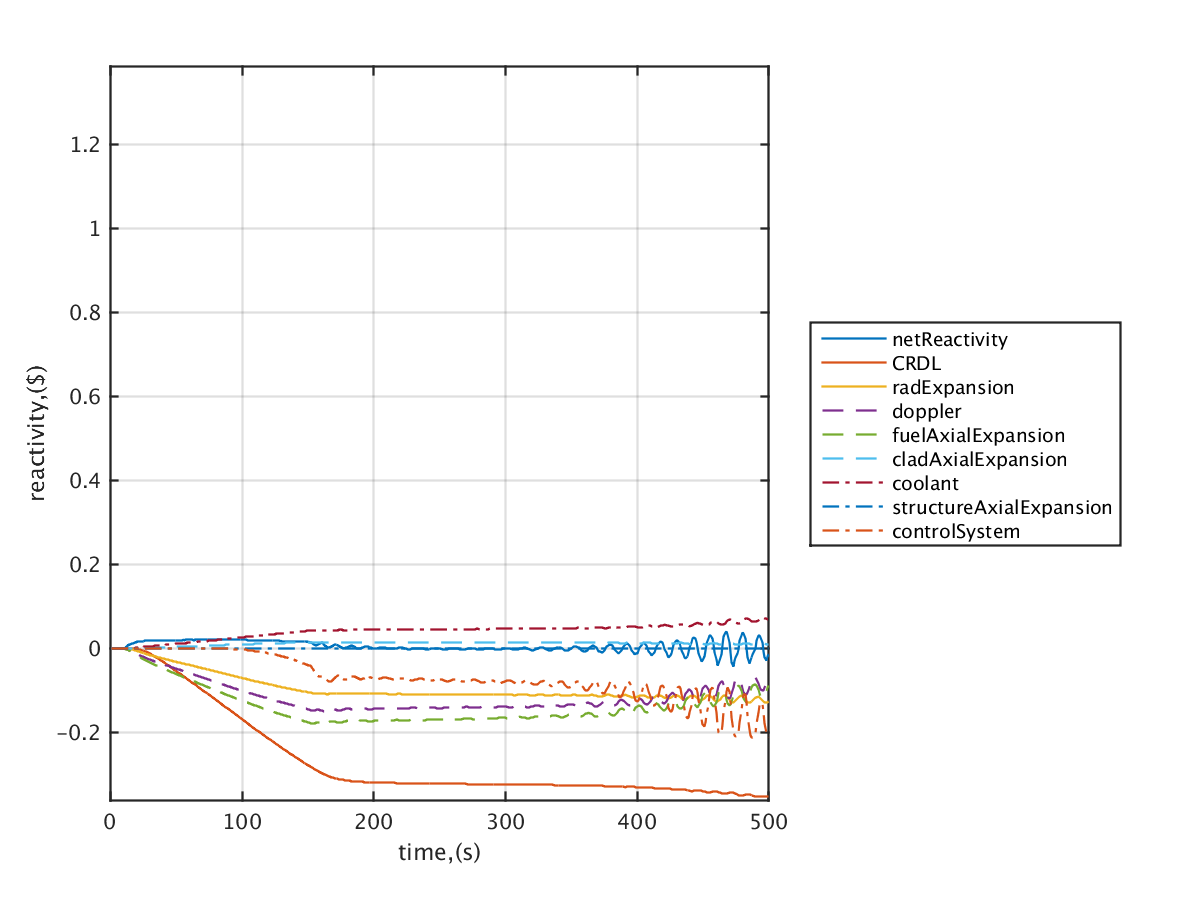 1.2
1
0.8
0.6
0.4
0.2
0
−0.2
reactivity,($)
0 100 200 300 400 500
time,(s)
netReactivity
CRDL
radExpansion
doppler
fuelAxialExpansion
cladAxialExpansion
coolant
structureAxialExpansion
controlSystem